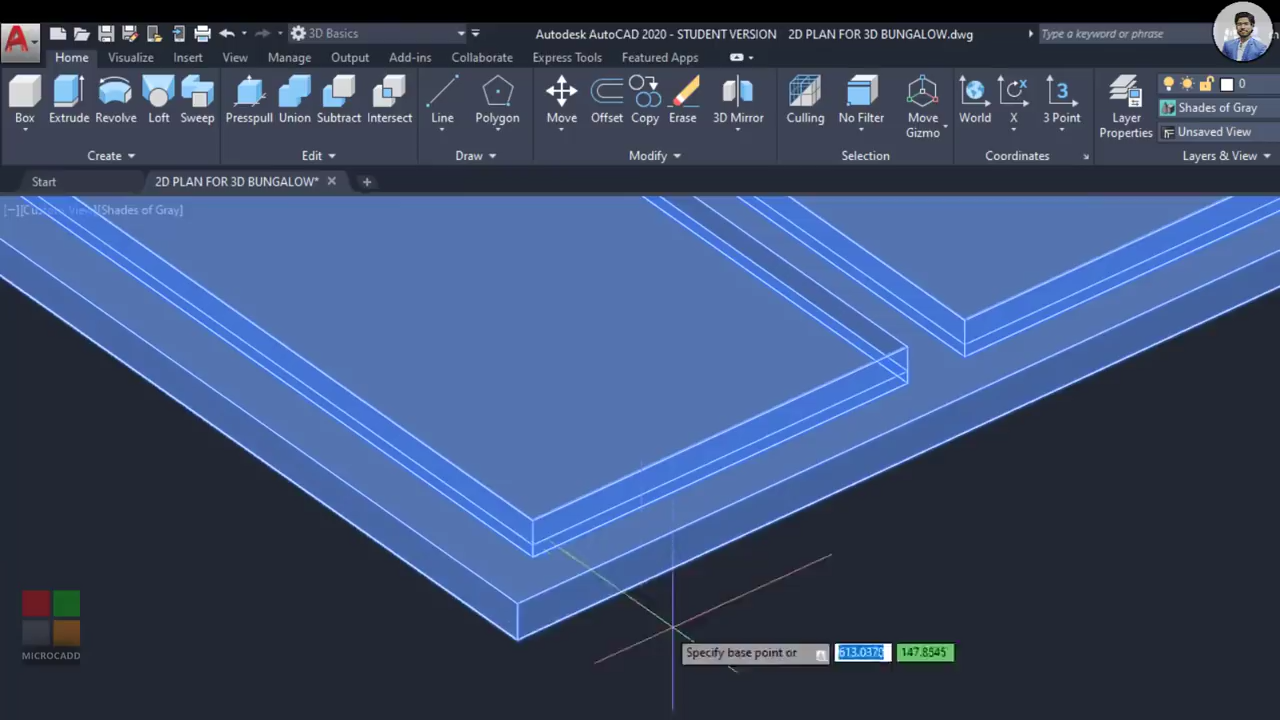 3D Basics
Autodesk AutoCAD 2020 - STUDENT VERSION 2D PLAN FOR 3D BUNGALOW.dwg
Type a keyword or phrase
Home Visualize Insert View Manage Output Add-ins Collaborate Express Tools Featured Apps
Box Extrude Revolve Loft Sweep Presspull Union Subtract Intersect Line Polygon Move Offset Copy Erase 3D Mirror Culling No Filter Move Gizmo World X 3 Point Layer Properties
0
Shades of Gray
Unsaved View
Create Edit Draw Modify Selection Coordinates Layers & View
Start 2D PLAN FOR 3D BUNGALOW*
[−][Custom View][Shades of Gray]
Specify base point or 613.0370 147.8545
MICROCADD